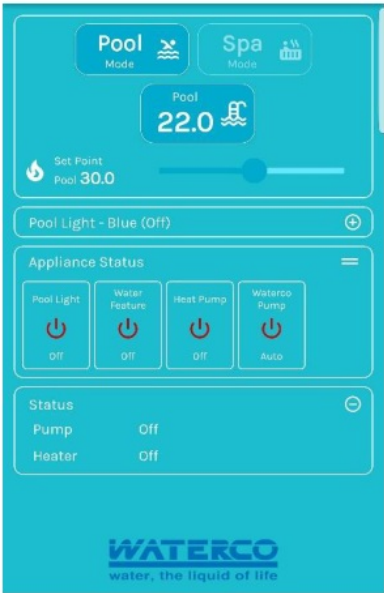 Pool
Mode
Spa
Mode
Pool
22.0
Set Point
Pool 30.0
Pool Light - Blue (Off)
Appliance Status
Pool Light
Off
Water
Feature
Off
Heat Pump
Off
Waterco
Pump
Auto
Status
Pump Off
Heater Off
WATERCO
water, the liquid of life